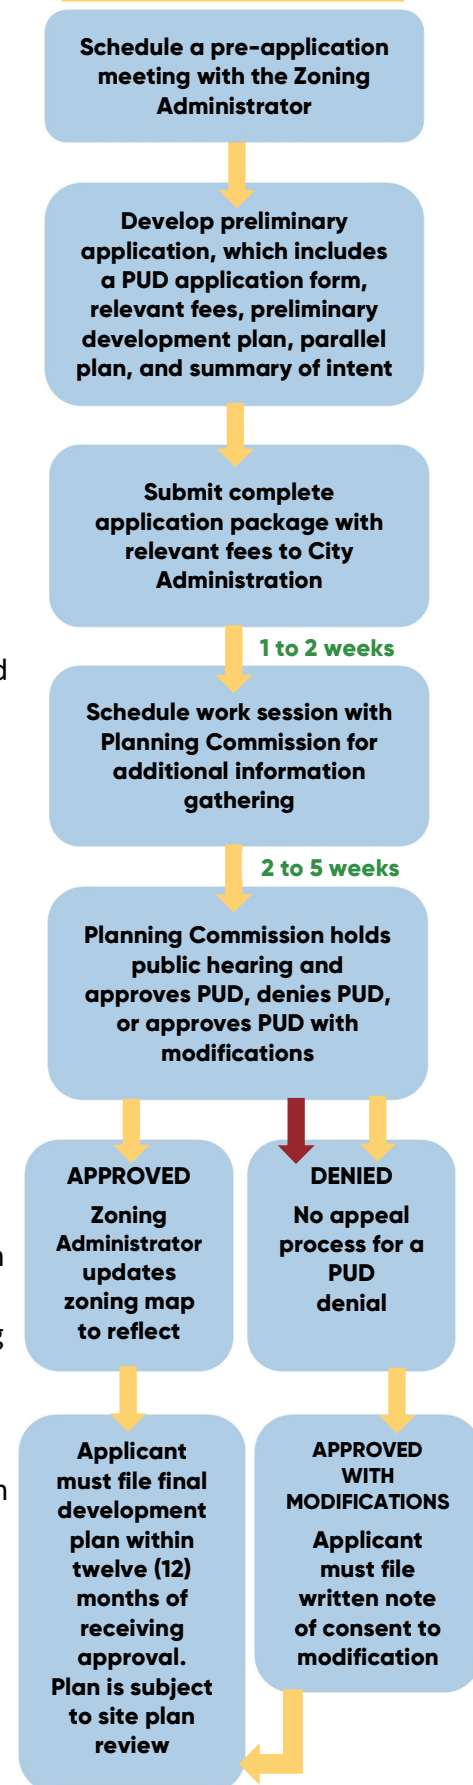 Schedule a pre-application
meeting with the Zoning
Administrator
Develop preliminary
application, which includes
a PUD application form,
relevant fees, preliminary
development plan, parallel
plan, and summary of intent
Submit complete
application package with
relevant fees to City
Administration
1 to 2 weeks
d
Schedule work session with
Planning Commission for
additional information
gathering
2 to 5 weeks
Planning Commission holds
public hearing and
approves PUD, denies PUD,
or approves PUD with
modifications
APPROVED
Zoning
Administrator
updates
zoning map
to reflect
DENIED
No appeal
process for a
PUD
denial
Applicant
must file final
development
plan within
twelve (12)
months of
receiving
approval.
Plan is subject
to site plan
review
APPROVED
WITH
MODIFICATIONS
Applicant
must file
written note
of consent to
modification